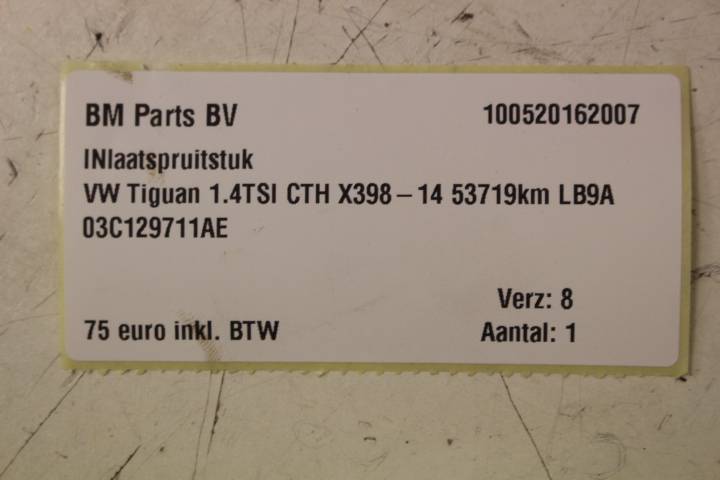 BM Parts BV 100520162007
INlaatspruitstuk
VW Tiguan 1.4TSI CTH X398–14 53719km LB9A
03C129711AE
Verz: 8
75 euro inkl. BTW Aantal: 1